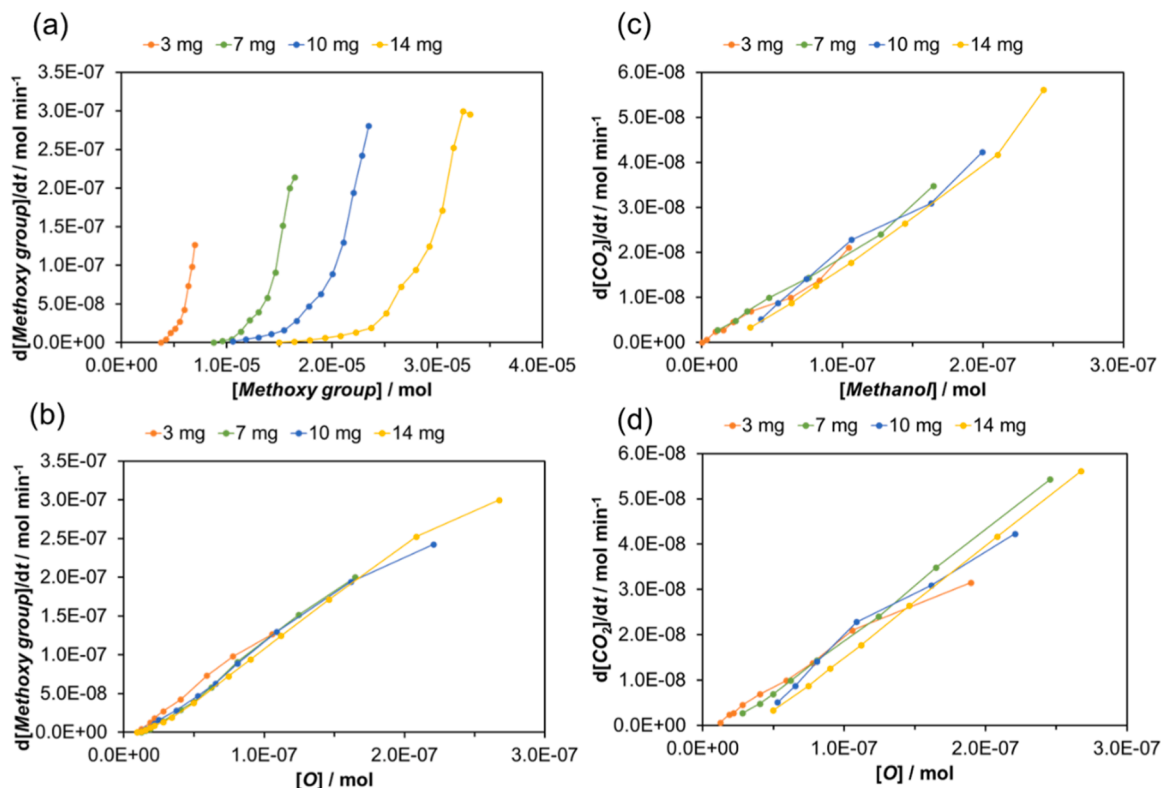 (a)
3 mg 7 mg 10 mg 14 mg
d[Methoxy group]/dt / mol min⁻¹
3.5E-07
3.0E-07
2.5E-07
2.0E-07
1.5E-07
1.0E-07
5.0E-08
0.0E+00
0.0E+00 1.0E-05 2.0E-05 3.0E-05 4.0E-05
[Methoxy group] / mol
(c)
3 mg 7 mg 10 mg 14 mg
d[CO₂]/dt / mol min⁻¹
6.0E-08
5.0E-08
4.0E-08
3.0E-08
2.0E-08
1.0E-08
0.0E+00
0.0E+00 1.0E-07 2.0E-07 3.0E-07
[Methanol] / mol
(b)
3 mg 7 mg 10 mg 14 mg
d[Methoxy group]/dt / mol min⁻¹
3.5E-07
3.0E-07
2.5E-07
2.0E-07
1.5E-07
1.0E-07
5.0E-08
0.0E+00
0.0E+00 1.0E-07 2.0E-07 3.0E-07
[O] / mol
(d)
3 mg 7 mg 10 mg 14 mg
d[CO₂]/dt / mol min⁻¹
6.0E-08
5.0E-08
4.0E-08
3.0E-08
2.0E-08
1.0E-08
0.0E+00
0.0E+00 1.0E-07 2.0E-07 3.0E-07
[O] / mol